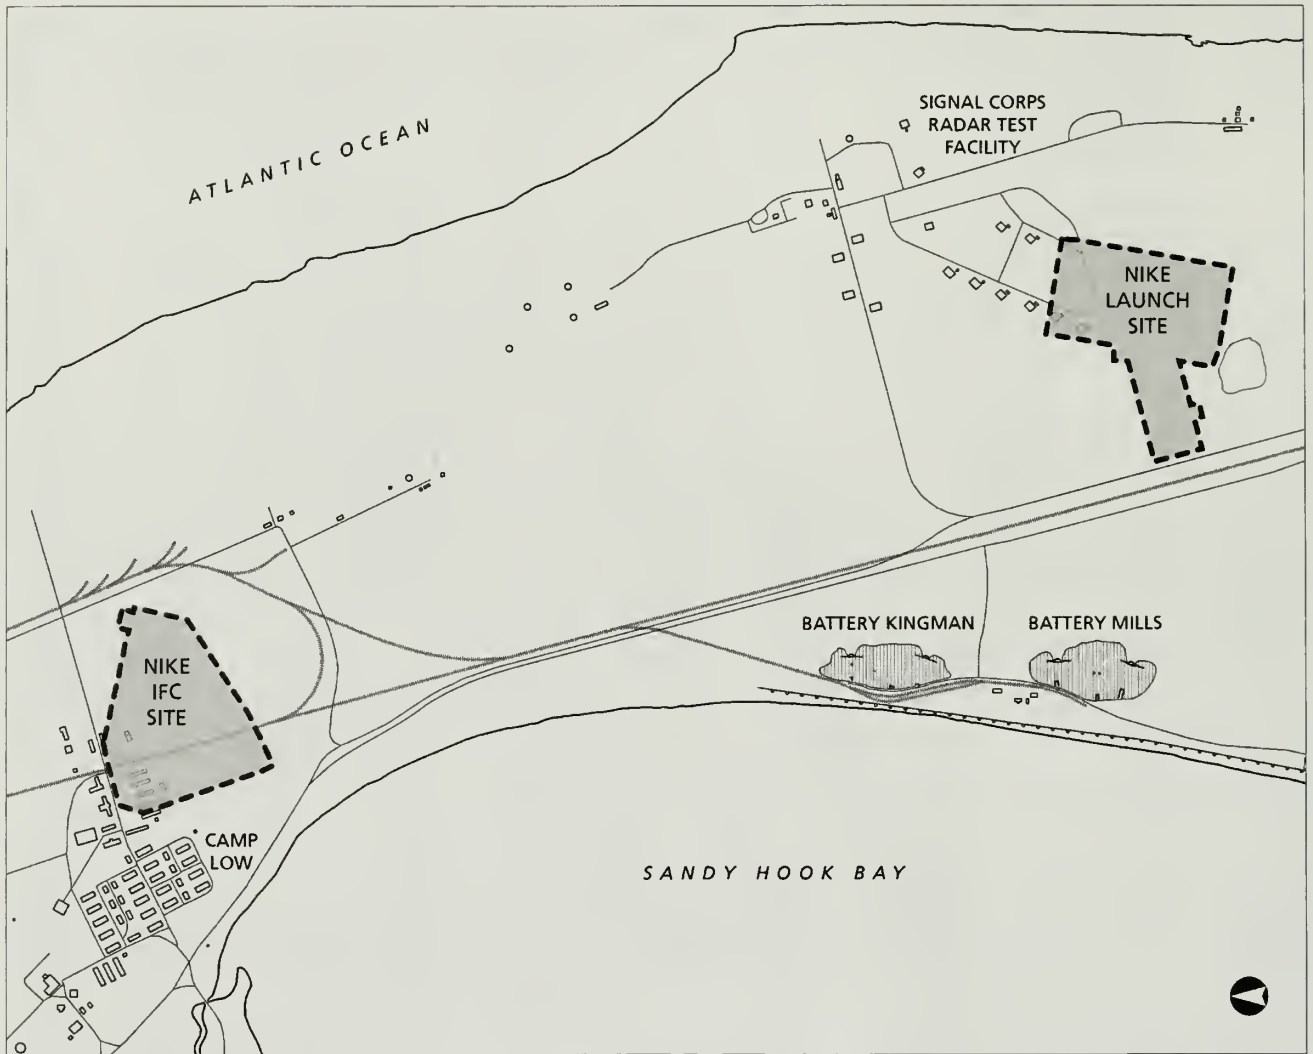 ATLANTIC OCEAN
SIGNAL CORPS
RADAR TEST
FACILITY
NIKE
LAUNCH
SITE
BATTERY KINGMAN
BATTERY MILLS
NIKE
IFC
SITE
CAMP
LOW
SANDY HOOK BAY